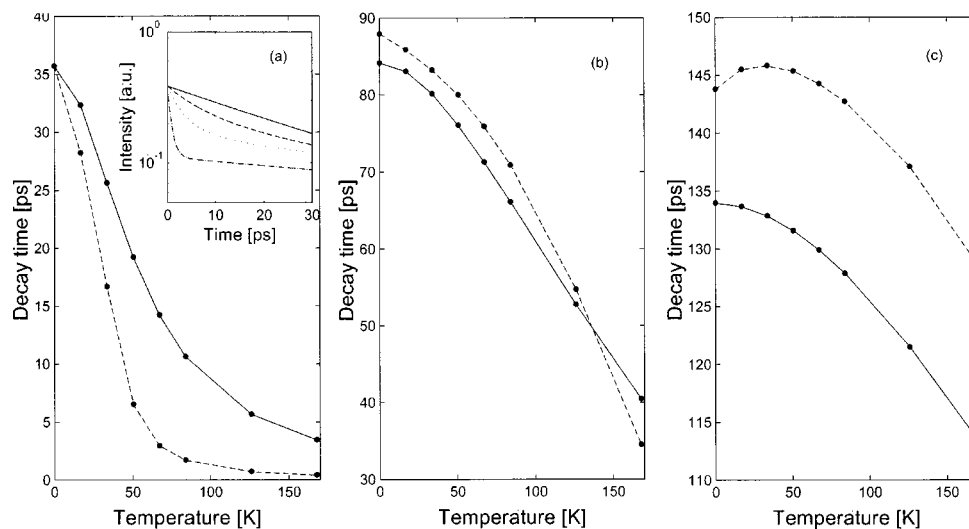 40
35
30
25
20
15
10
5
0
Decay time [ps]
0 50 100 150
Temperature [K]
10^0
10^-1
Intensity [a.u.]
(a)
0 10 20 30
Time [ps]
90
80
70
60
50
40
30
Decay time [ps]
(b)
0 50 100 150
Temperature [K]
150
145
140
135
130
125
120
115
110
Decay time [ps]
(c)
0 50 100 150
Temperature [K]